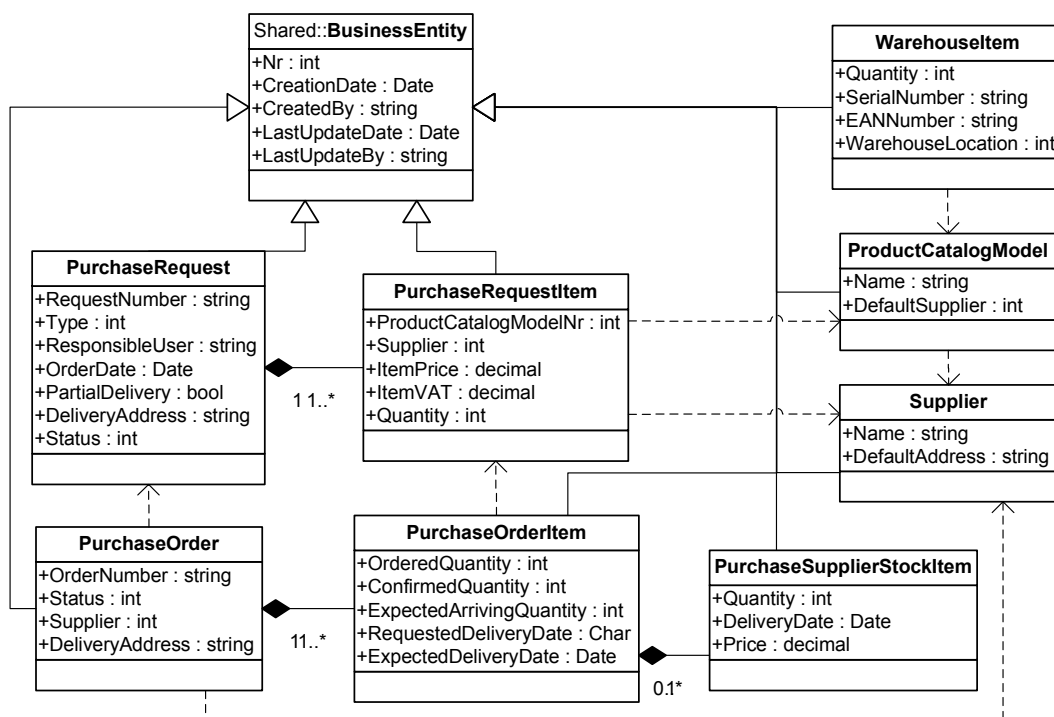 Shared::BusinessEntity
+Nr : int
+CreationDate : Date
+CreatedBy : string
+LastUpdateDate : Date
+LastUpdateBy : string
WarehouseItem
+Quantity : int
+SerialNumber : string
+EANNumber : string
+WarehouseLocation : int
PurchaseRequest
+RequestNumber : string
+Type : int
+ResponsibleUser : string
+OrderDate : Date
+PartialDelivery : bool
+DeliveryAddress : string
+Status : int
1 1..*
PurchaseRequestItem
+ProductCatalogModelNr : int
+Supplier : int
+ItemPrice : decimal
+ItemVAT : decimal
+Quantity : int
ProductCatalogModel
+Name : string
+DefaultSupplier : int
Supplier
+Name : string
+DefaultAddress : string
PurchaseOrder
+OrderNumber : string
+Status : int
+Supplier : int
+DeliveryAddress : string
11..*
PurchaseOrderItem
+OrderedQuantity : int
+ConfirmedQuantity : int
+ExpectedArrivingQuantity : int
+RequestedDeliveryDate : Char
+ExpectedDeliveryDate : Date
0.1*
PurchaseSupplierStockItem
+Quantity : int
+DeliveryDate : Date
+Price : decimal